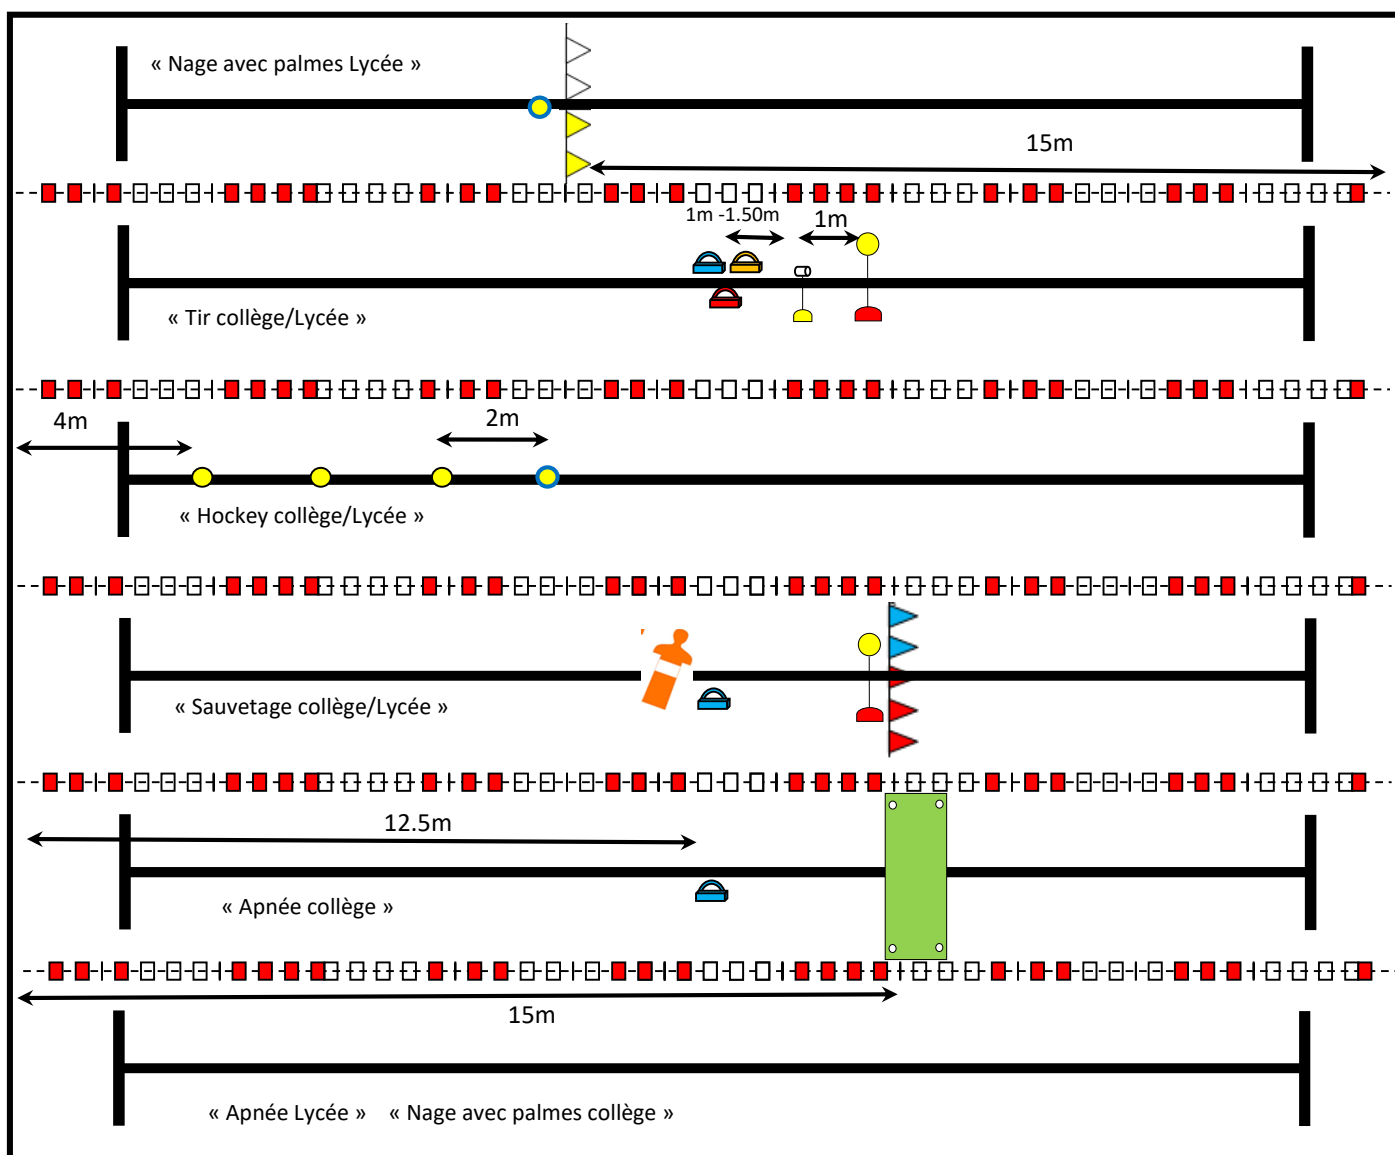 « Nage avec palmes Lycée »
15m
1m -1.50m
1m
« Tir collège/Lycée »
4m
2m
« Hockey collège/Lycée »
« Sauvetage collège/Lycée »
12.5m
« Apnée collège »
15m
« Apnée Lycée » « Nage avec palmes collège »